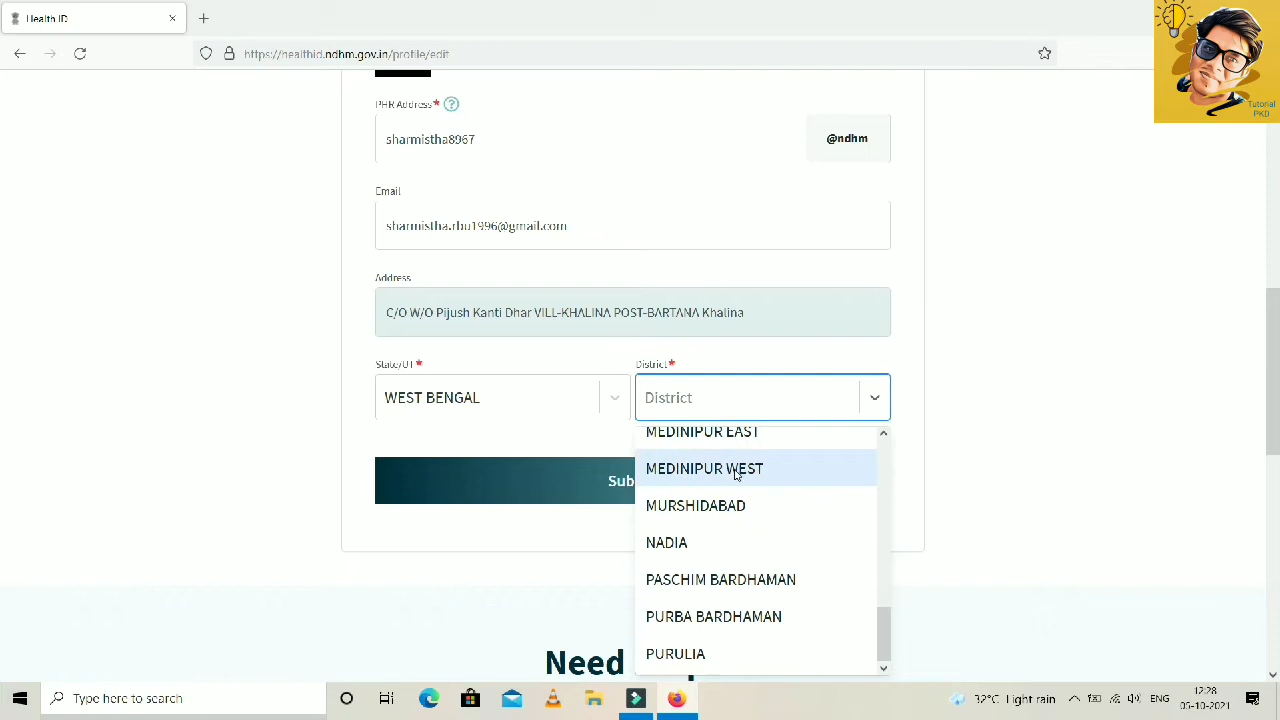 Health ID
https://healthid.ndhm.gov.in/profile/edit
Tutorial
PKD
PHR Address*
sharmistha8967
@ndhm
Email
sharmistha.rbu1996@gmail.com
Address
C/O W/O Pijush Kanti Dhar VILL-KHALINA POST-BARTANA Khalina
State/UT* District*
WEST BENGAL District
MEDINIPUR EAST
MEDINIPUR WEST
Sub
MURSHIDABAD
NADIA
PASCHIM BARDHAMAN
PURBA BARDHAMAN
PURULIA
Need
Type here to search
32°C Light rain
ENG
12:28
05-10-2021